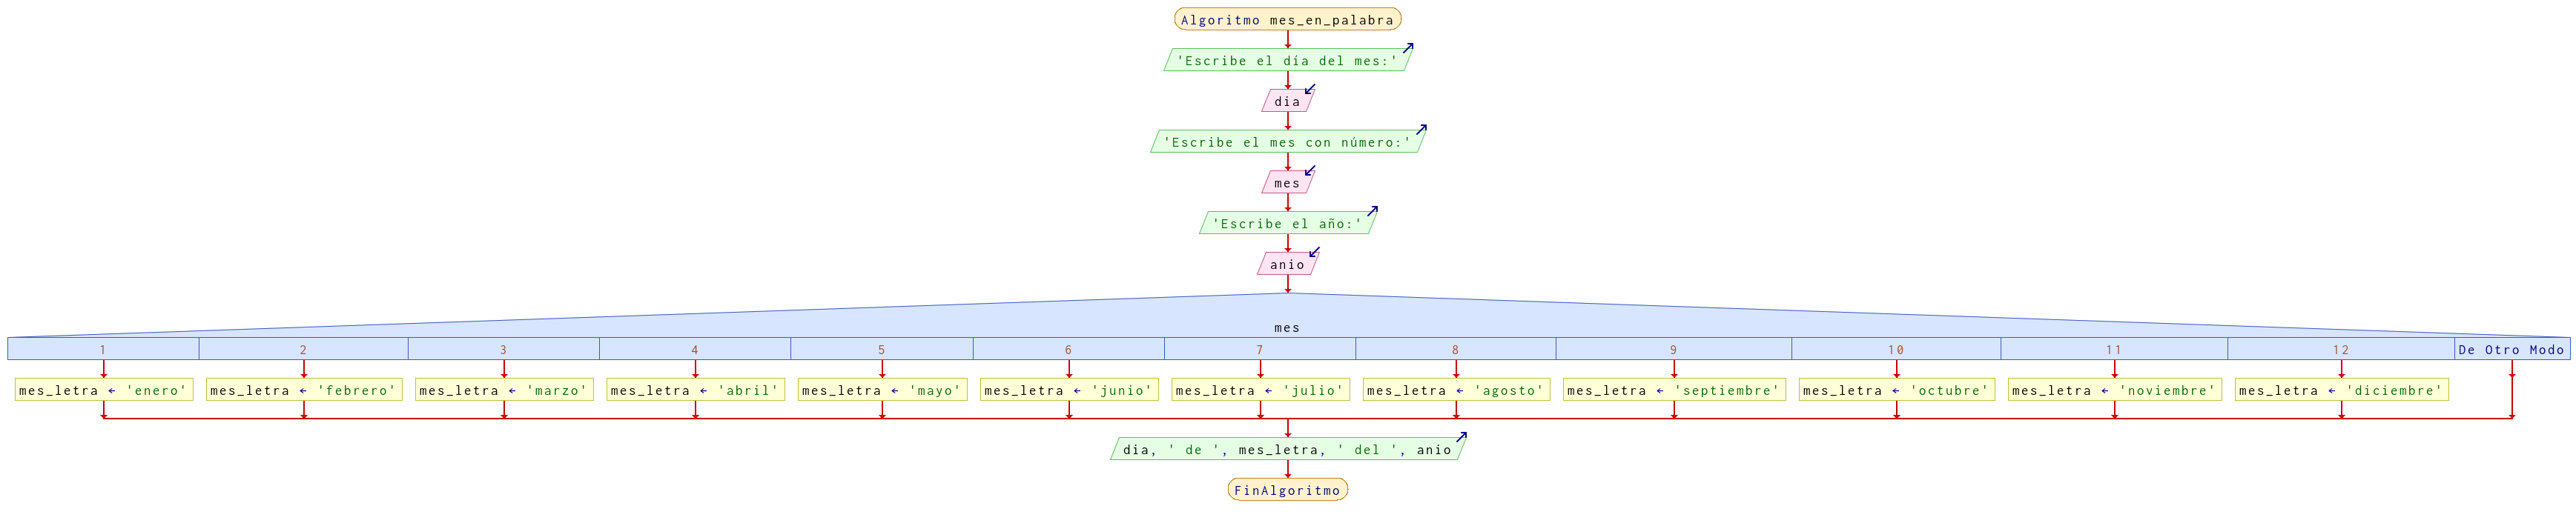 Algoritmo mes_en_palabra
'Escribe el día del mes:'
dia
'Escribe el mes con número:'
mes
'Escribe el año:'
anio
mes
1 2 3 4 5 6 7 8 9 10 11 12 De Otro Modo
mes_letra ← 'enero' mes_letra ← 'febrero' mes_letra ← 'marzo' mes_letra ← 'abril' mes_letra ← 'mayo' mes_letra ← 'junio' mes_letra ← 'julio' mes_letra ← 'agosto' mes_letra ← 'septiembre' mes_letra ← 'octubre' mes_letra ← 'noviembre' mes_letra ← 'diciembre'
dia, ' de ', mes_letra, ' del ', anio
FinAlgoritmo